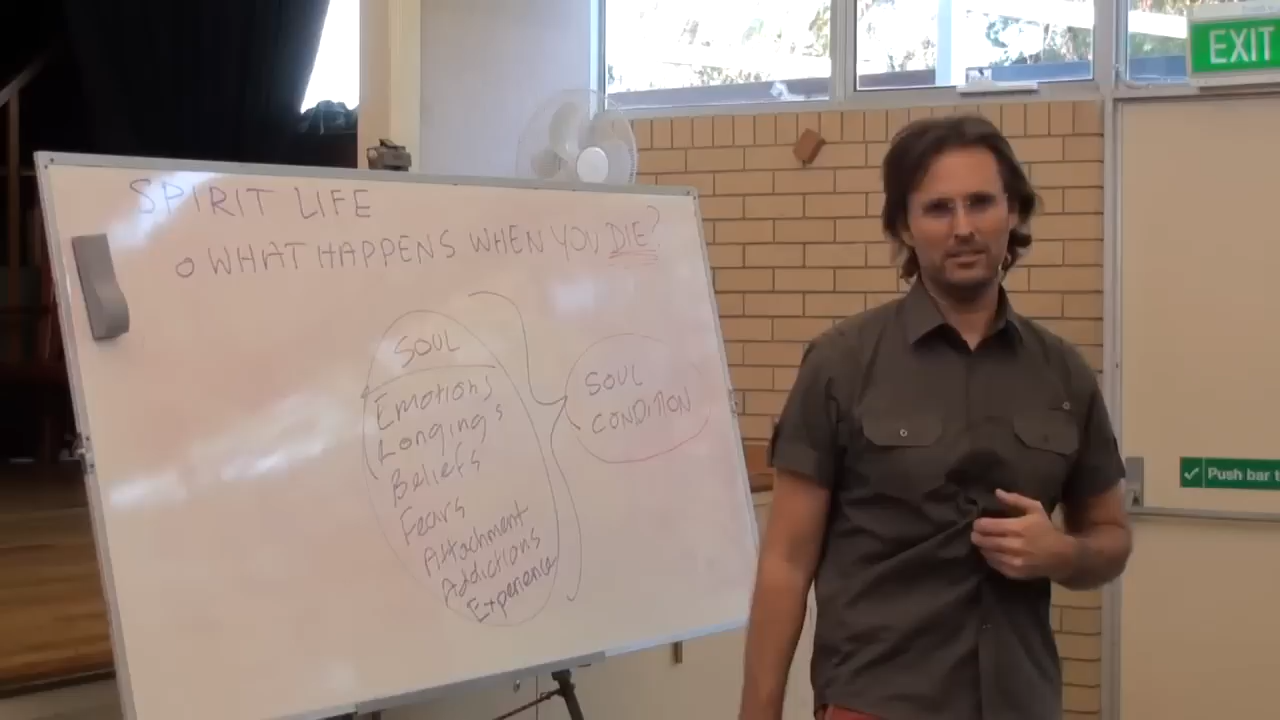 SPIRIT LIFE
o WHAT HAPPENS WHEN YOU DIE?
SOUL
Emotions
Longings
Beliefs
Fears
Attachment
Addictions
Experience
SOUL
CONDITION
EXIT
✓ Push bar t